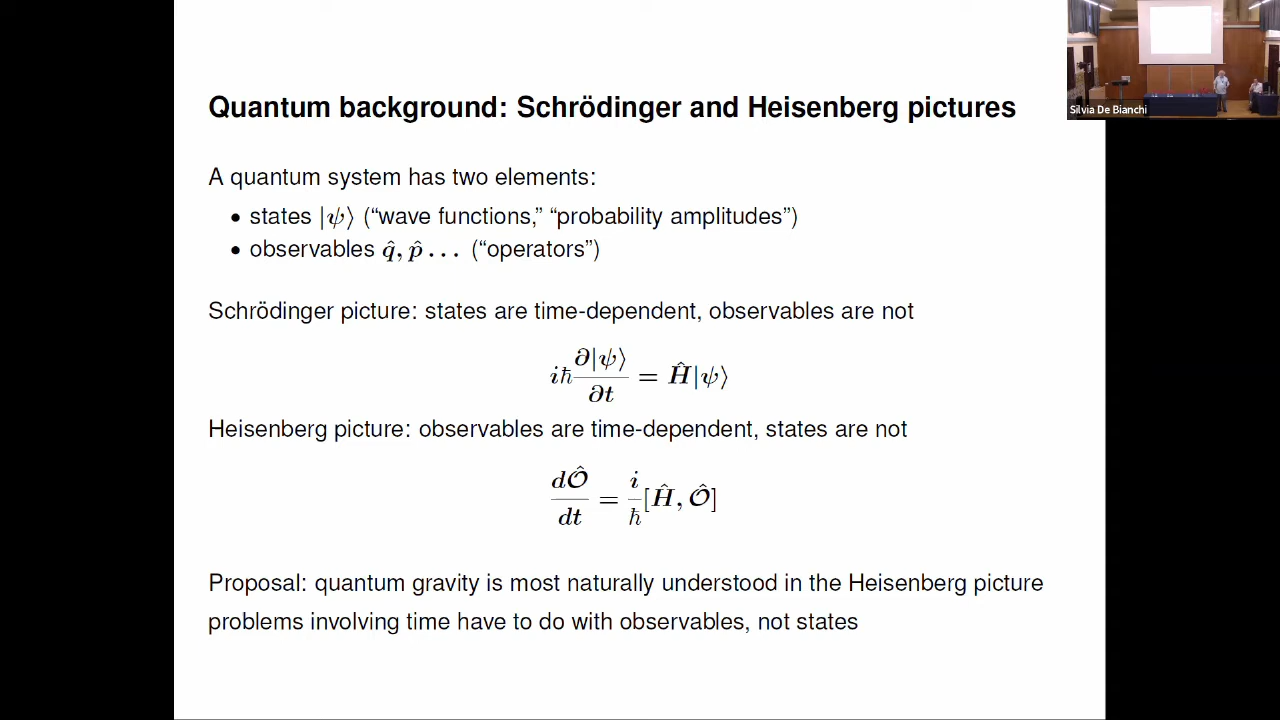 Quantum background: Schrödinger and Heisenberg pictures
Silvia De Bianchi
A quantum system has two elements:
• states |ψ⟩ (“wave functions,” “probability amplitudes”)
• observables q̂, p̂ . . . (“operators”)
Schrödinger picture: states are time-dependent, observables are not
iħ ∂|ψ⟩/∂t = Ĥ|ψ⟩
Heisenberg picture: observables are time-dependent, states are not
dÔ/dt = i/ħ [Ĥ, Ô]
Proposal: quantum gravity is most naturally understood in the Heisenberg picture
problems involving time have to do with observables, not states